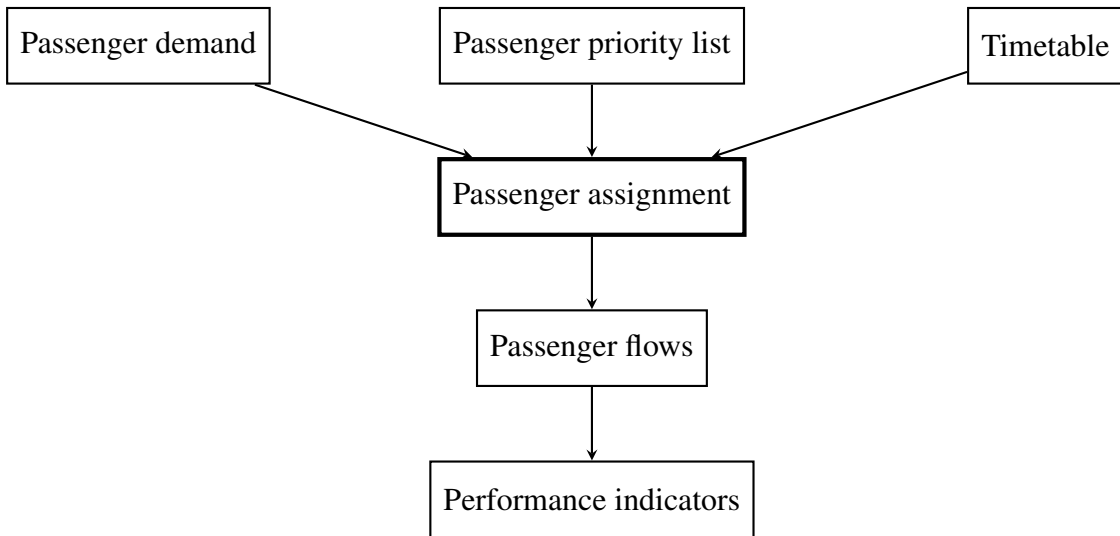 Passenger demand
Passenger priority list
Timetable
Passenger assignment
Passenger flows
Performance indicators